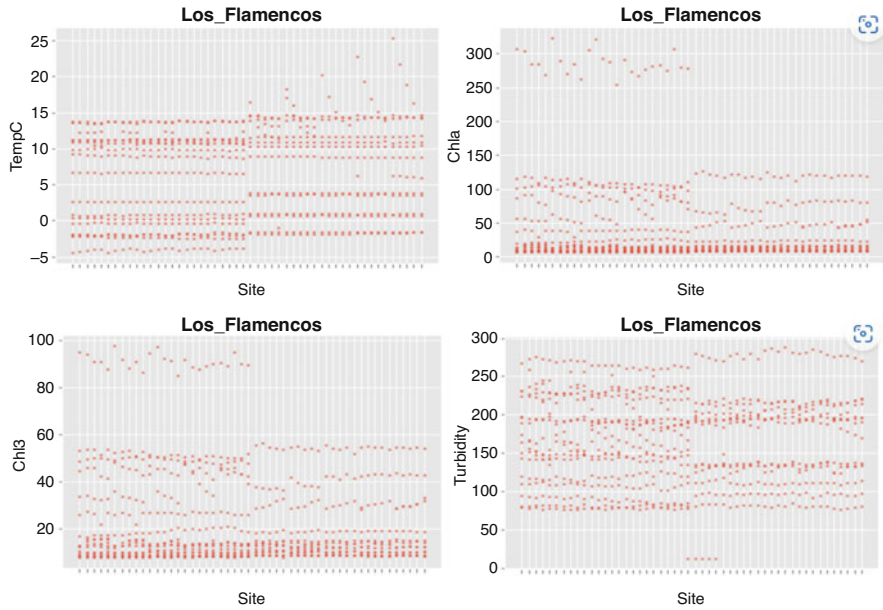 Los_Flamencos
TempC
25
20
15
10
5
0
–5
Site
Los_Flamencos
Chla
300
250
200
150
100
50
0
Site
Los_Flamencos
Chl3
100
80
60
40
20
Site
Los_Flamencos
Turbidity
300
250
200
150
100
50
0
Site